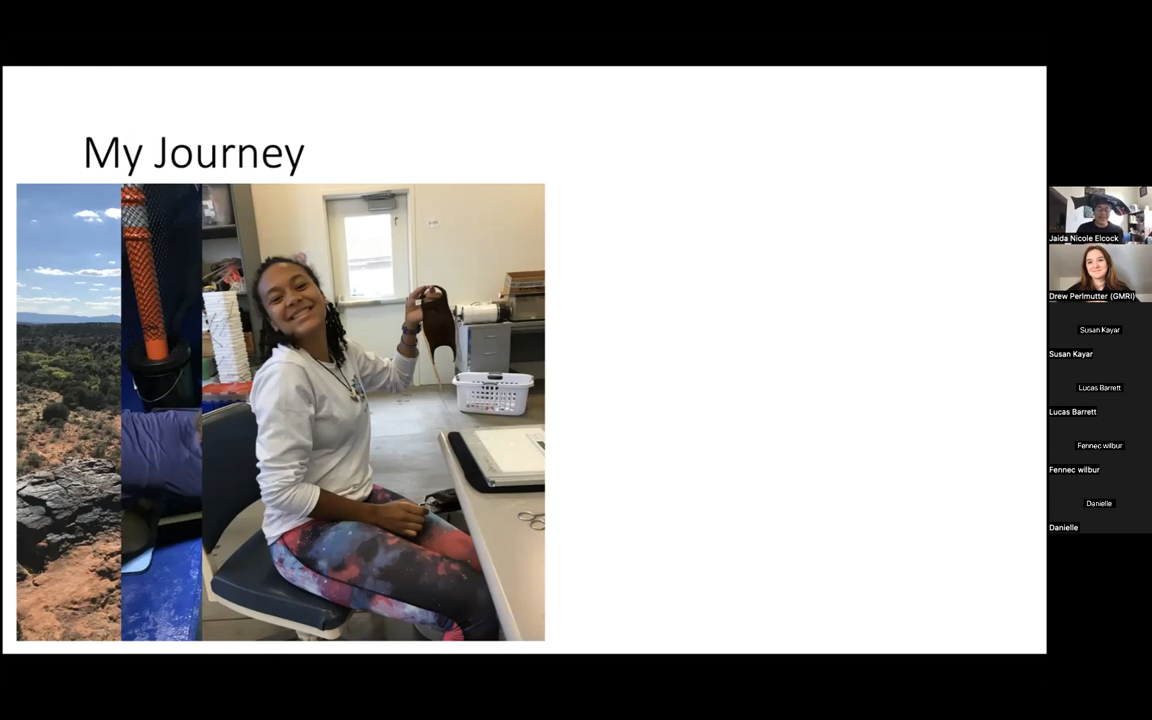 My Journey
Jaida Nicole Elcock
Drew Perlmutter (GMRI)
Susan Kayar
Susan Kayar
Lucas Barrett
Lucas Barrett
Fennec wilbur
Fennec wilbur
Danielle
Danielle